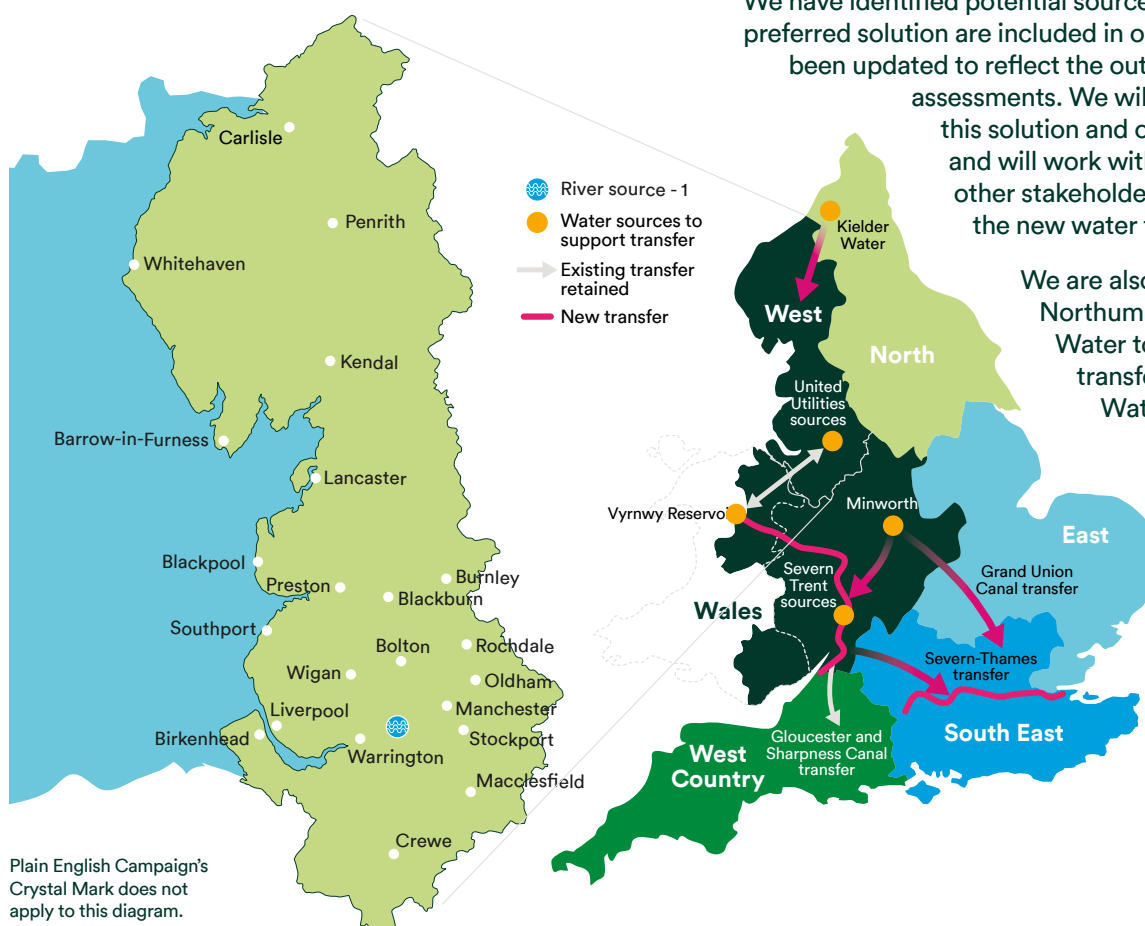 We have identified potential source
preferred solution are included in o
been updated to reflect the out
assessments. We wil
this solution and
and will work wit
other stakeholde
the new water
We are also
Northum
Water to
transfe
Wat
Carlisle
Penrith
Whitehaven
Kendal
Barrow-in-Furness
Lancaster
Blackpool
Preston
Burnley
Blackburn
Southport
Bolton
Rochdale
Wigan
Oldham
Liverpool
Manchester
Birkenhead
Stockport
Warrington
Macclesfield
Crewe
River source - 1
Water sources to
support transfer
Existing transfer
retained
New transfer
Kielder
Water
West
North
United
Utilities
sources
Vyrnwy Reservoi
Minworth
East
Severn
Trent
sources
Grand Union
Canal transfer
Wales
Severn-Thames
transfer
South East
West
Country
Gloucester and
Sharpness Canal
transfer
Plain English Campaign's
Crystal Mark does not
apply to this diagram.